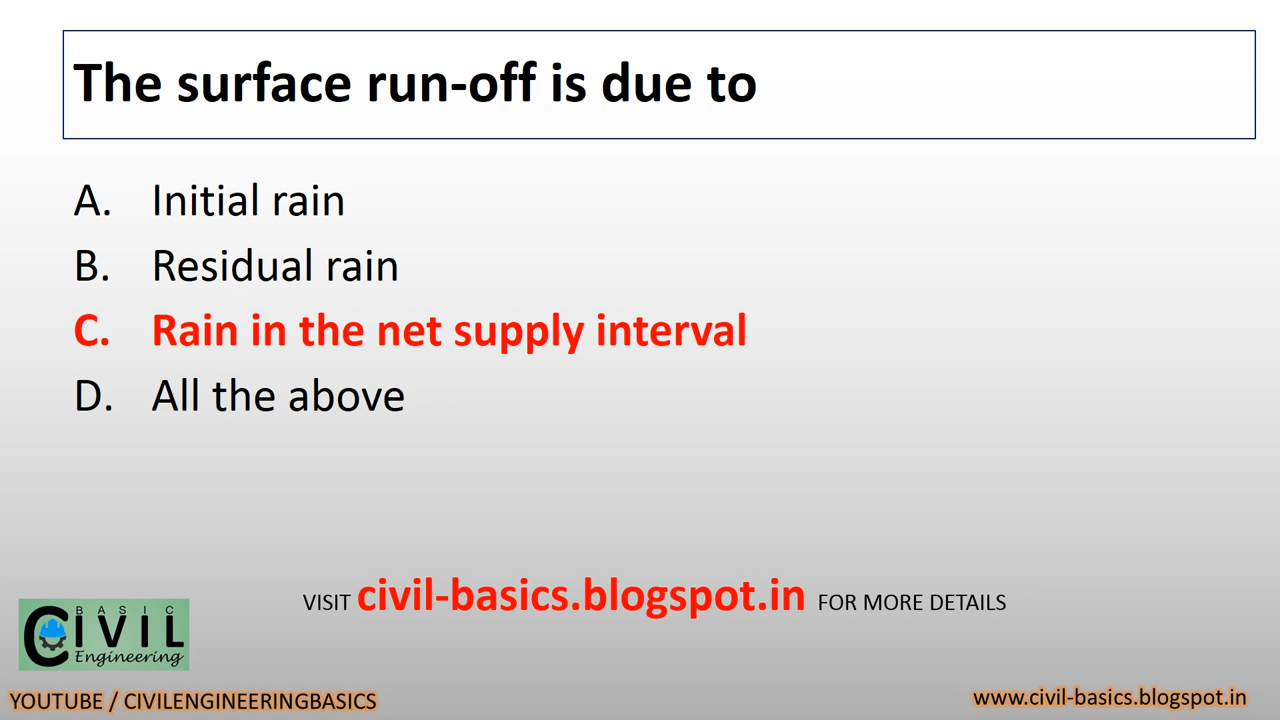 The surface run-off is due to
A. Initial rain
B. Residual rain
C. Rain in the net supply interval
D. All the above
VISIT civil-basics.blogspot.in FOR MORE DETAILS
BASIC
CIVIL
Engineering
YOUTUBE / CIVILENGINEERINGBASICS
www.civil-basics.blogspot.in